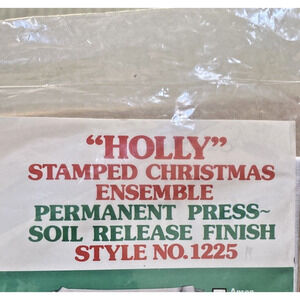 “HOLLY”
STAMPED CHRISTMAS
ENSEMBLE
PERMANENT PRESS~
SOIL RELEASE FINISH
STYLE NO.1225